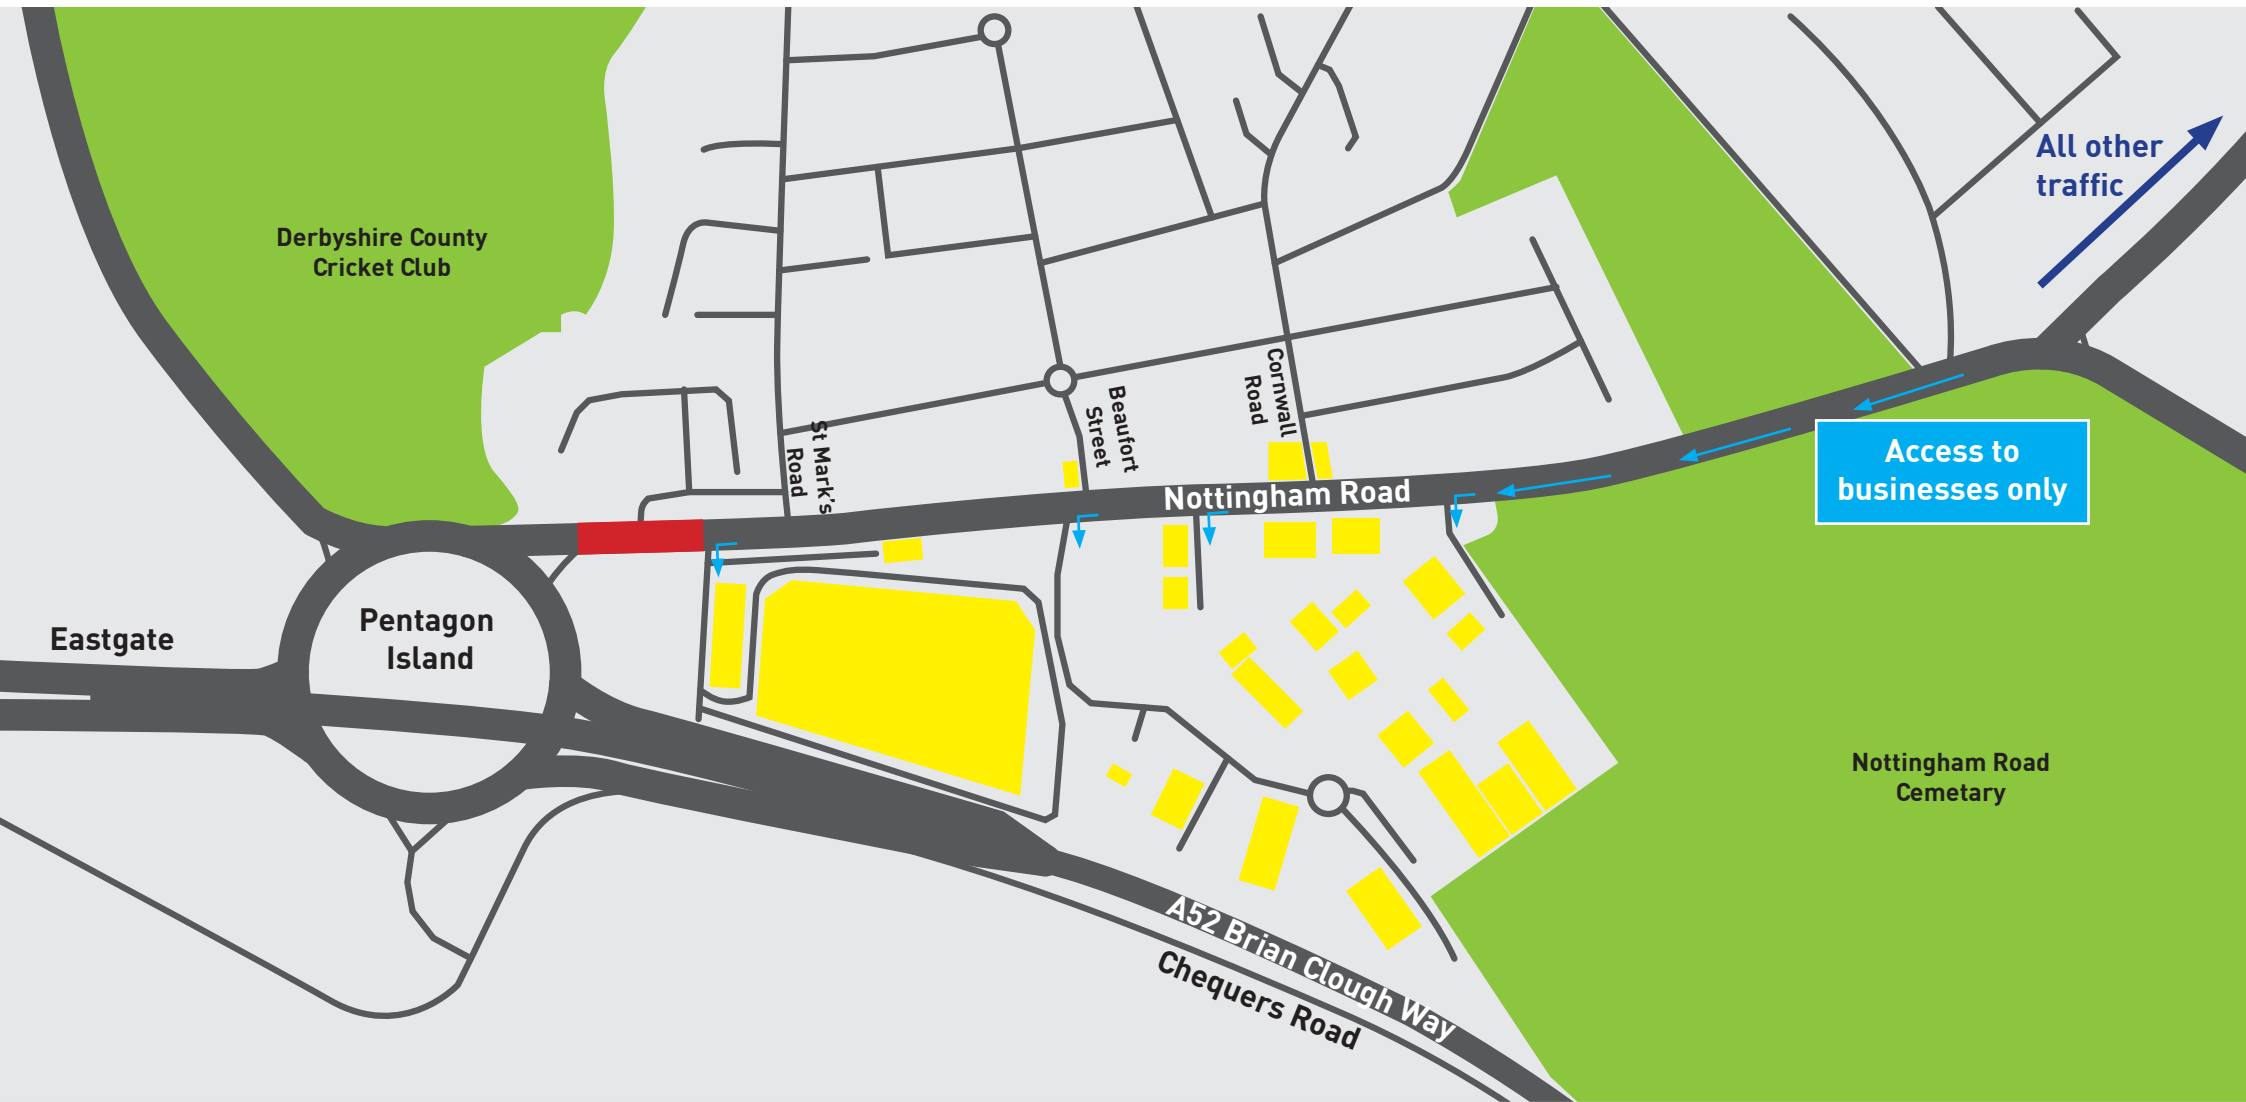 All other
traffic
Derbyshire County
Cricket Club
Cornwall
Road
Beaufort
Street
St Mark's
Road
Access to
businesses only
Nottingham Road
Pentagon
Island
Eastgate
Nottingham Road
Cemetary
A52 Brian Clough Way
Chequers Road